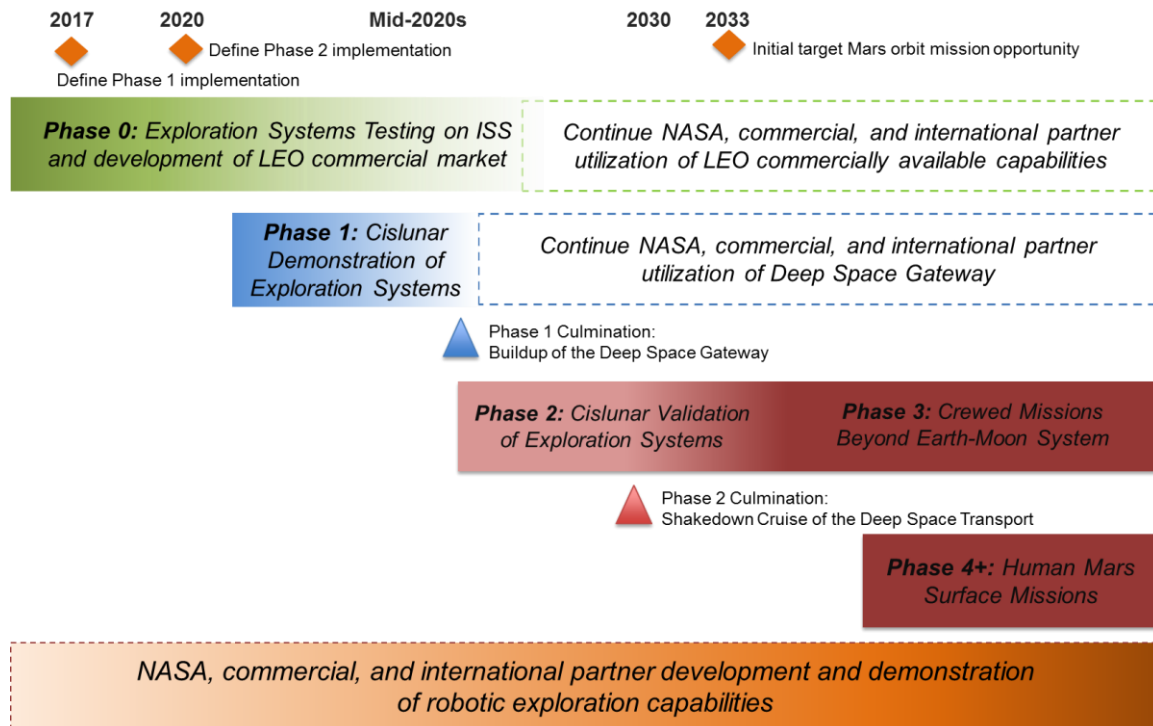 2017
2020
Mid-2020s
2030
2033
Define Phase 2 implementation
Initial target Mars orbit mission opportunity
Define Phase 1 implementation
Phase 0: Exploration Systems Testing on ISS
and development of LEO commercial market
Continue NASA, commercial, and international partner
utilization of LEO commercially available capabilities
Phase 1: Cislunar
Demonstration of
Exploration Systems
Continue NASA, commercial, and international partner
utilization of Deep Space Gateway
Phase 1 Culmination:
Buildup of the Deep Space Gateway
Phase 2: Cislunar Validation
of Exploration Systems
Phase 3: Crewed Missions
Beyond Earth-Moon System
Phase 2 Culmination:
Shakedown Cruise of the Deep Space Transport
Phase 4+: Human Mars
Surface Missions
NASA, commercial, and international partner development and demonstration
of robotic exploration capabilities